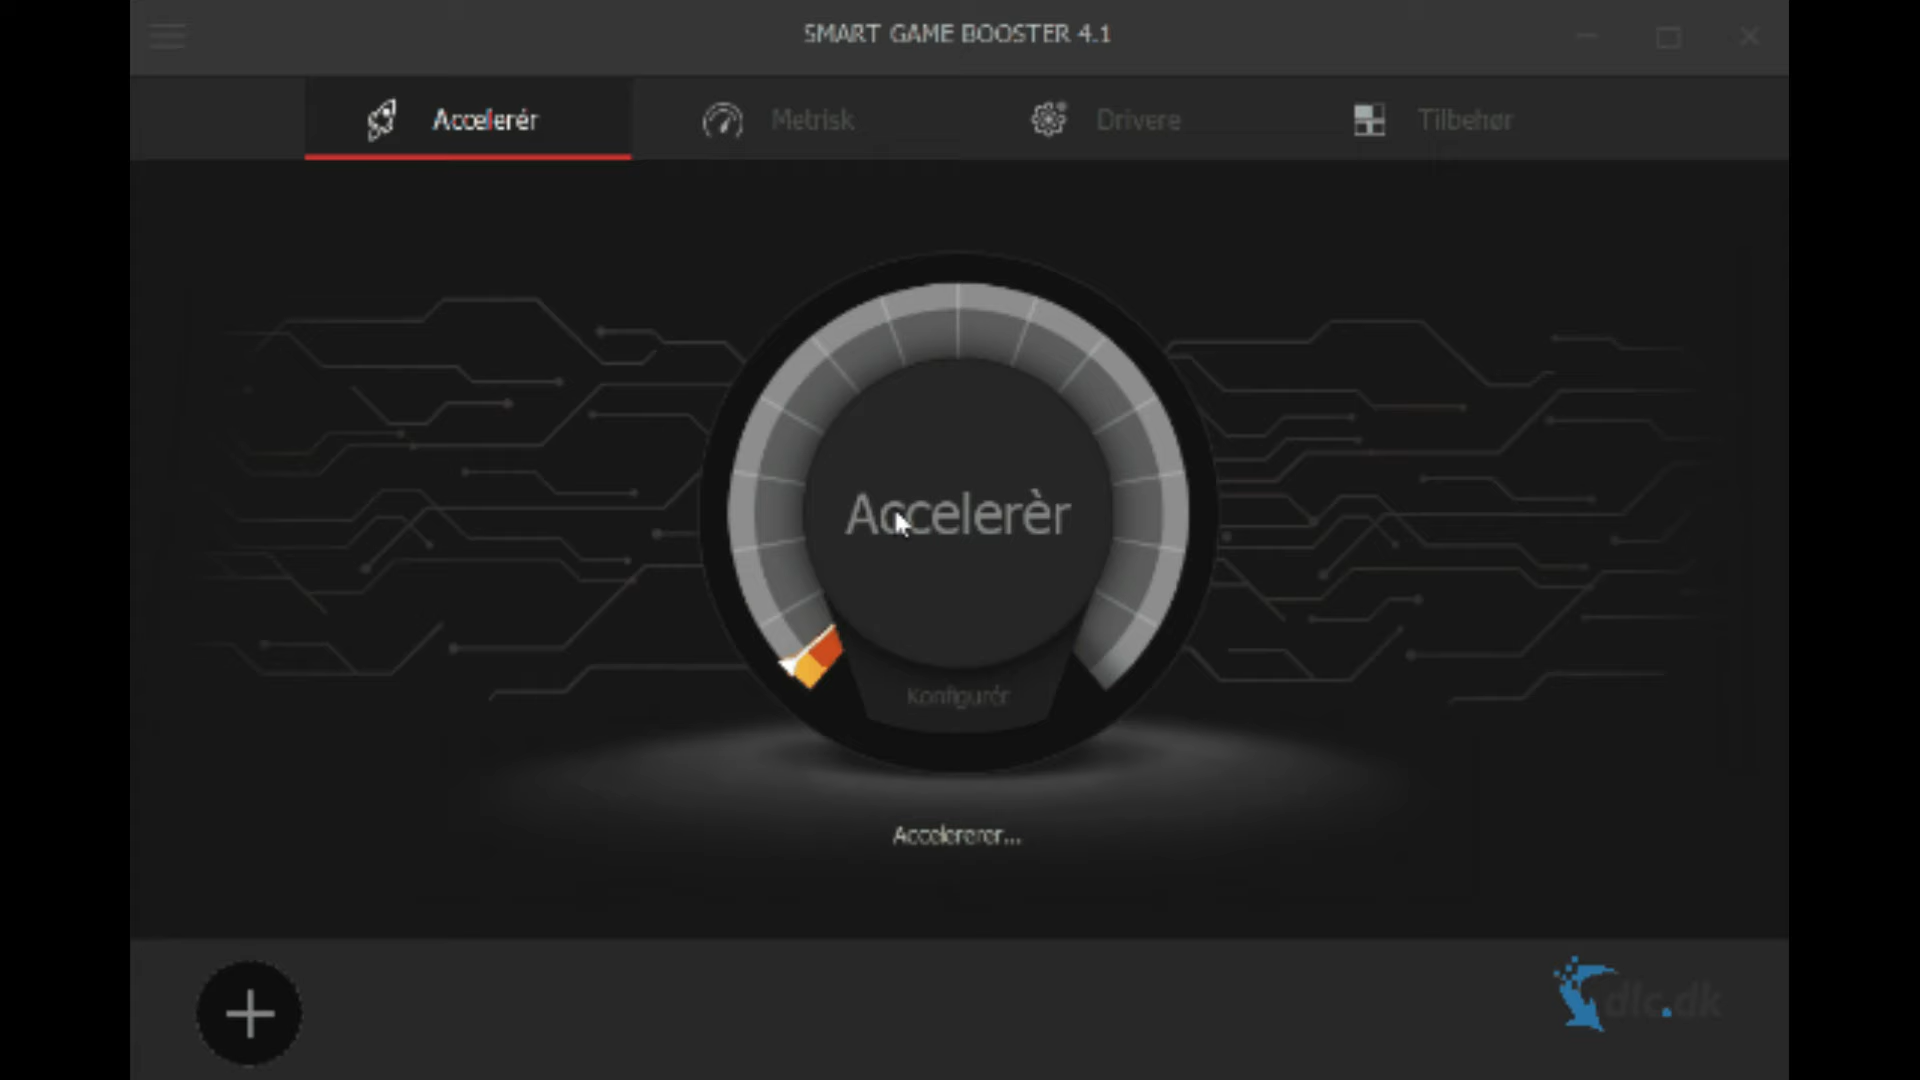 SMART GAME BOOSTER 4.1
Accelerér
Metrisk
Drivere
Tilbehør
Accelerèr
Konfigurér
Accelererer...
dlc.dk